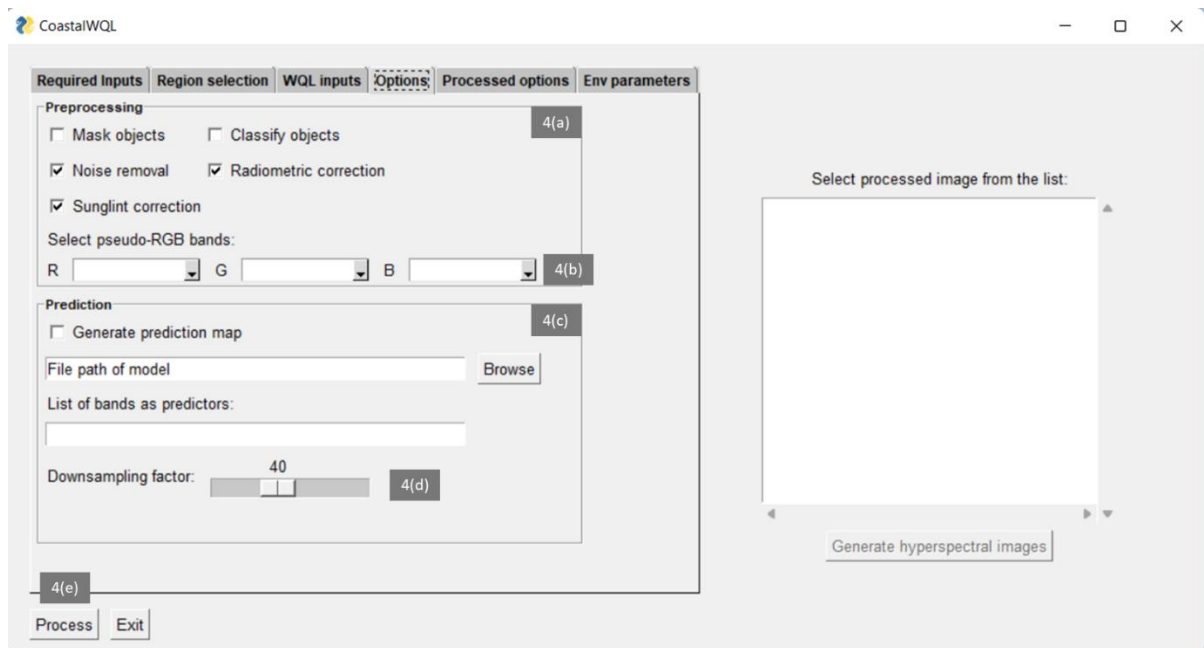 CoastalWQL
Required Inputs Region selection WQL inputs Options Processed options Env parameters
Preprocessing
4(a)
Mask objects Classify objects
Noise removal Radiometric correction
Sunglint correction
Select pseudo-RGB bands:
R G B 4(b)
Prediction
4(c)
Generate prediction map
File path of model Browse
List of bands as predictors:
40
Downsampling factor: 4(d)
4(e)
Process Exit
Select processed image from the list:
Generate hyperspectral images